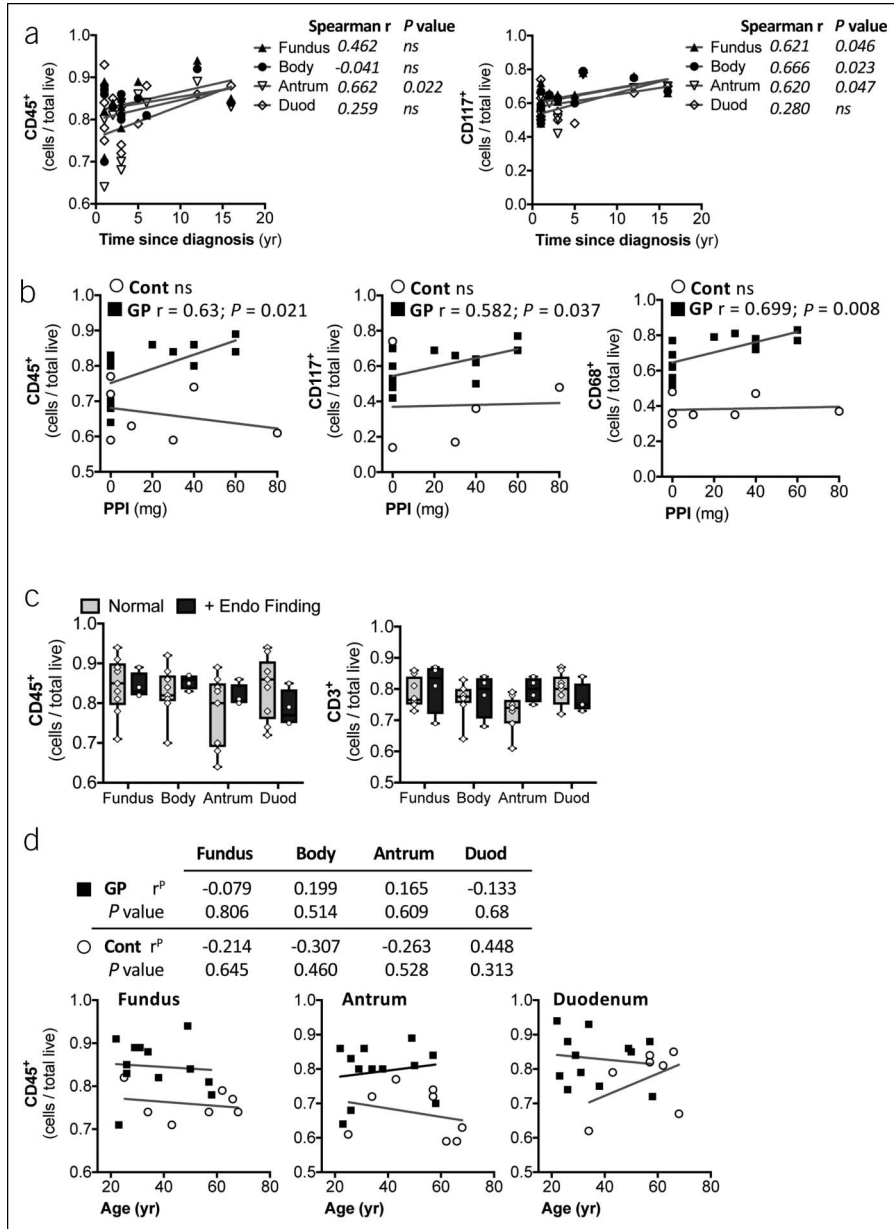 a
Spearman r P value
Fundus 0.462 ns
Body -0.041 ns
Antrum 0.662 0.022
Duod 0.259 ns
CD45+
(cells / total live)
1.0
0.9
0.8
0.7
0.6
0 5 10 15 20
Time since diagnosis (yr)
Spearman r P value
Fundus 0.621 0.046
Body 0.666 0.023
Antrum 0.620 0.047
Duod 0.280 ns
CD117+
(cells / total live)
1.0
0.8
0.6
0.4
0.2
0.0
0 5 10 15 20
Time since diagnosis (yr)
b
Cont ns
GP r = 0.63; P = 0.021
CD45+
(cells / total live)
1.0
0.9
0.8
0.7
0.6
0.5
0 20 40 60 80
PPI (mg)
Cont ns
GP r = 0.582; P = 0.037
CD117+
(cells / total live)
1.0
0.8
0.6
0.4
0.2
0.0
0 20 40 60 80
PPI (mg)
Cont ns
GP r = 0.699; P = 0.008
CD68+
(cells / total live)
1.0
0.8
0.6
0.4
0.2
0.0
0 20 40 60 80
PPI (mg)
c
Normal + Endo Finding
CD45+
(cells / total live)
1.0
0.9
0.8
0.7
0.6
Fundus Body Antrum Duod
CD3+
(cells / total live)
1.0
0.9
0.8
0.7
0.6
0.5
Fundus Body Antrum Duod
d
Fundus Body Antrum Duod
GP rP -0.079 0.199 0.165 -0.133
P value 0.806 0.514 0.609 0.68
Cont rP -0.214 -0.307 -0.263 0.448
P value 0.645 0.460 0.528 0.313
Fundus
CD45+
(cells / total live)
1.0
0.9
0.8
0.7
0.6
20 40 60 80
Age (yr)
Antrum
1.0
0.9
0.8
0.7
0.6
0.5
20 40 60 80
Age (yr)
Duodenum
1.0
0.9
0.8
0.7
0.6
0.5
20 40 60 80
Age (yr)